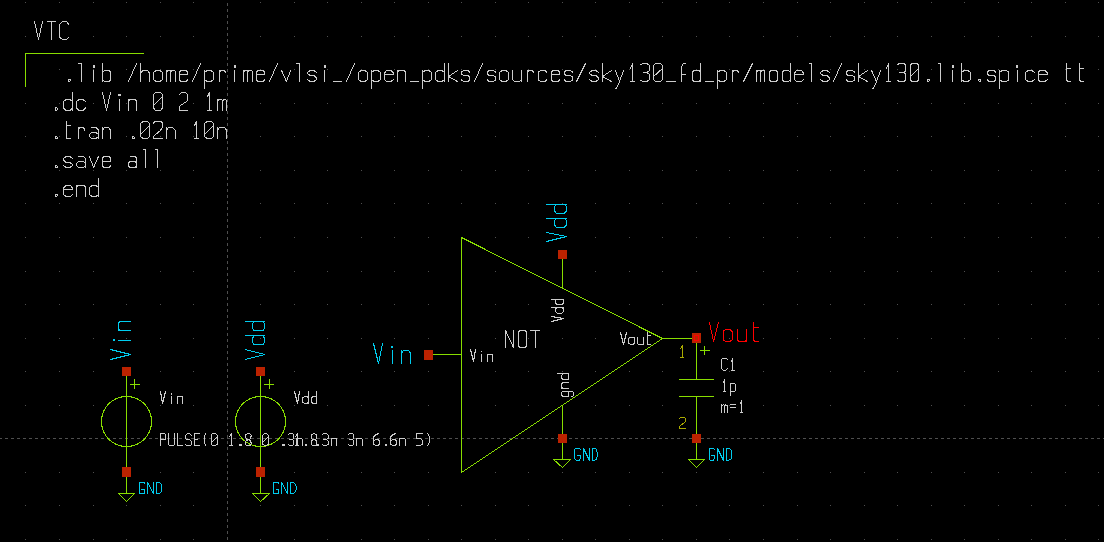 VTC
.lib /home/prime/vlsi_/open_pdks/sources/sky130_fd_pr/models/sky130.lib.spice tt
.dc Vin 0 2 1m
.tran .02n 10n
.save all
.end
Vdd
Vdd
Vin
Vdd
Vin
Vin
NOT
Vout
Vout
gnd
1
+
C1
1p
m=1
2
+
Vin
+
Vdd
PULSE(0 1.8 0 .3n .3n 3n 6.6n 5)
1.8
GND
GND
GND
GND